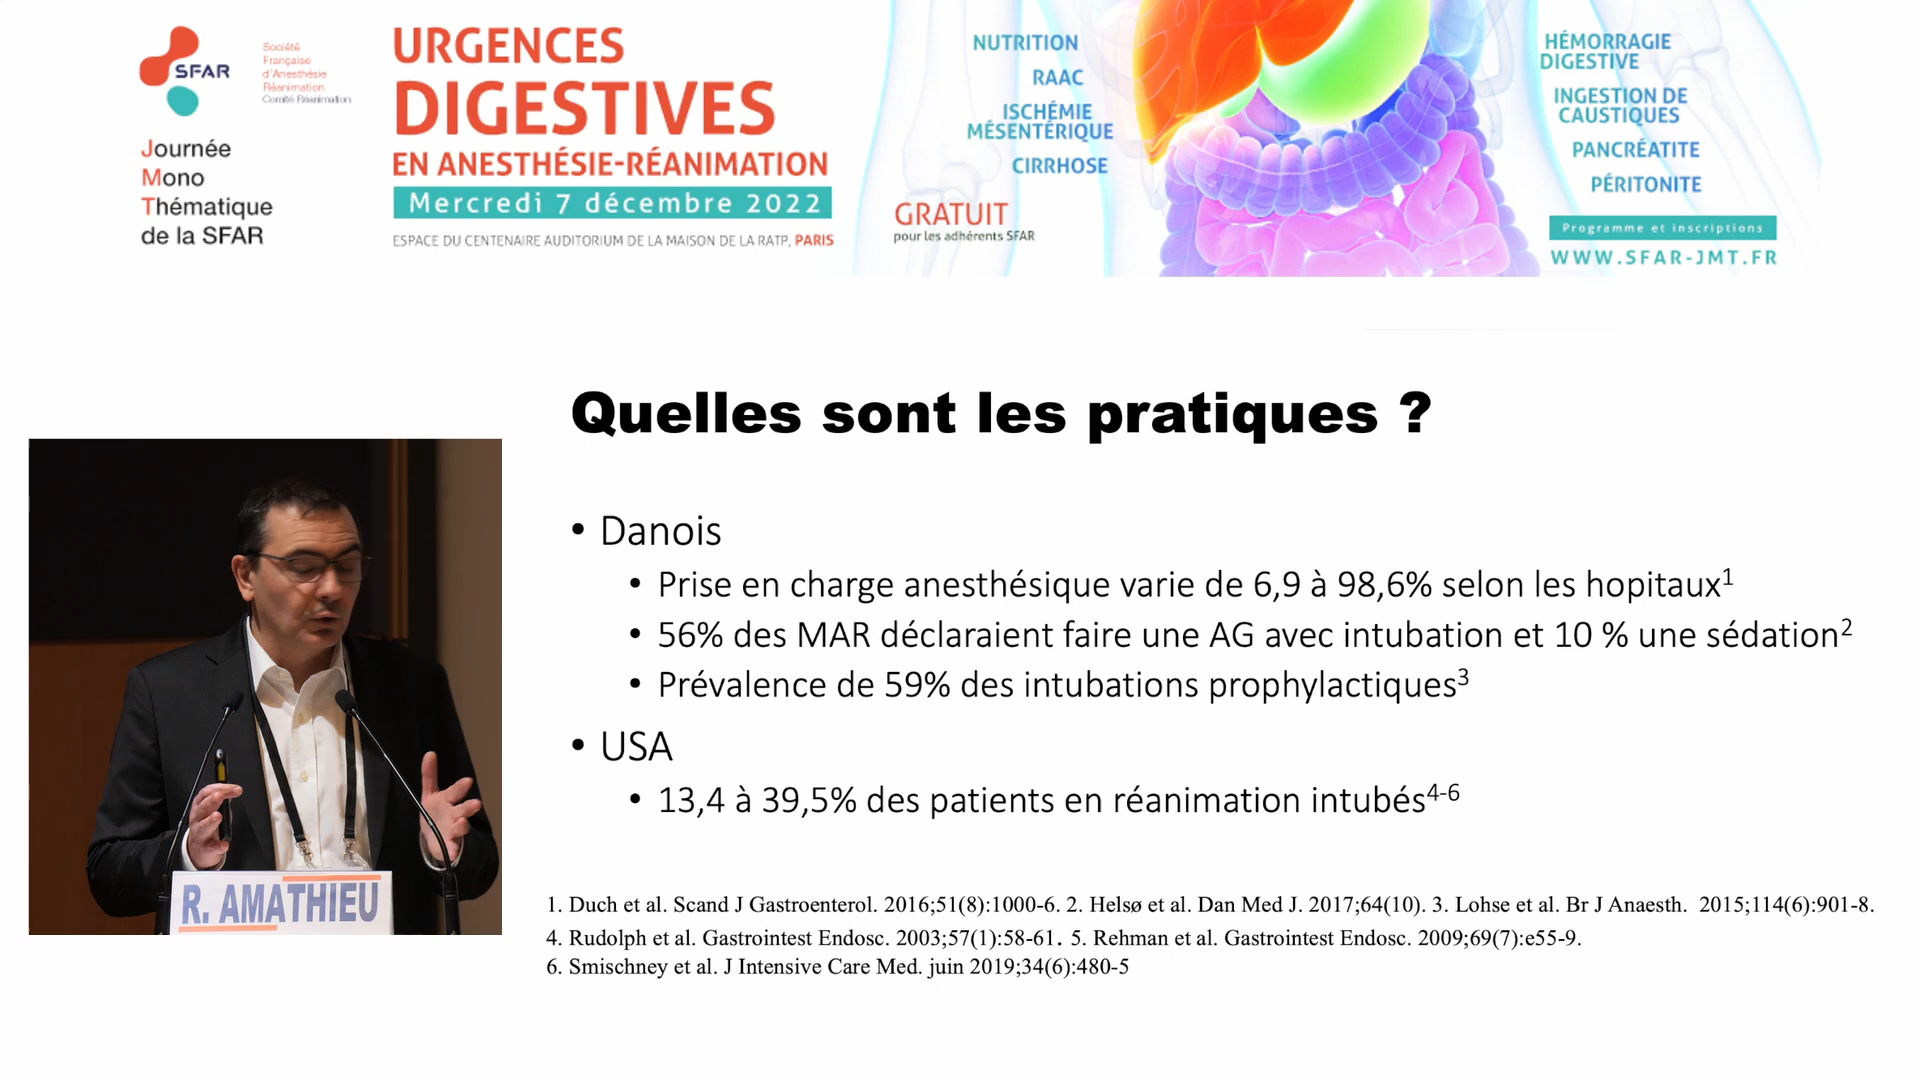 SFAR
Société
Française
d'Anesthésie
Réanimation
Comité Réanimation
Journée
Mono
Thématique
de la SFAR
URGENCES
DIGESTIVES
EN ANESTHÉSIE-RÉANIMATION
Mercredi 7 décembre 2022
ESPACE DU CENTENAIRE AUDITORIUM DE LA MAISON DE LA RATP, PARIS
NUTRITION
RAAC
ISCHÉMIE
MÉSENTÉRIQUE
CIRRHOSE
GRATUIT
pour les adhérents SFAR
HÉMORRAGIE
DIGESTIVE
INGESTION DE
CAUSTIQUES
PANCRÉATITE
PÉRITONITE
Programme et inscriptions
WWW.SFAR-JMT.FR
Quelles sont les pratiques ?
• Danois
• Prise en charge anesthésique varie de 6,9 à 98,6% selon les hopitaux1
• 56% des MAR déclaraient faire une AG avec intubation et 10 % une sédation2
• Prévalence de 59% des intubations prophylactiques3
• USA
• 13,4 à 39,5% des patients en réanimation intubés4-6
R. AMATHIEU
1. Duch et al. Scand J Gastroenterol. 2016;51(8):1000-6. 2. Helsø et al. Dan Med J. 2017;64(10). 3. Lohse et al. Br J Anaesth. 2015;114(6):901-8.
4. Rudolph et al. Gastrointest Endosc. 2003;57(1):58-61. 5. Rehman et al. Gastrointest Endosc. 2009;69(7):e55-9.
6. Smischney et al. J Intensive Care Med. juin 2019;34(6):480-5